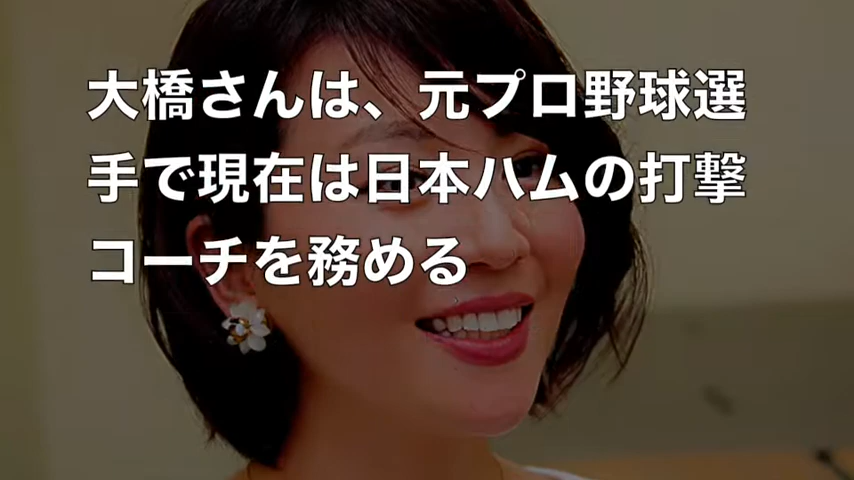 大橋さんは、元プロ野球選
手で現在は日本ハムの打撃
コーチを務める